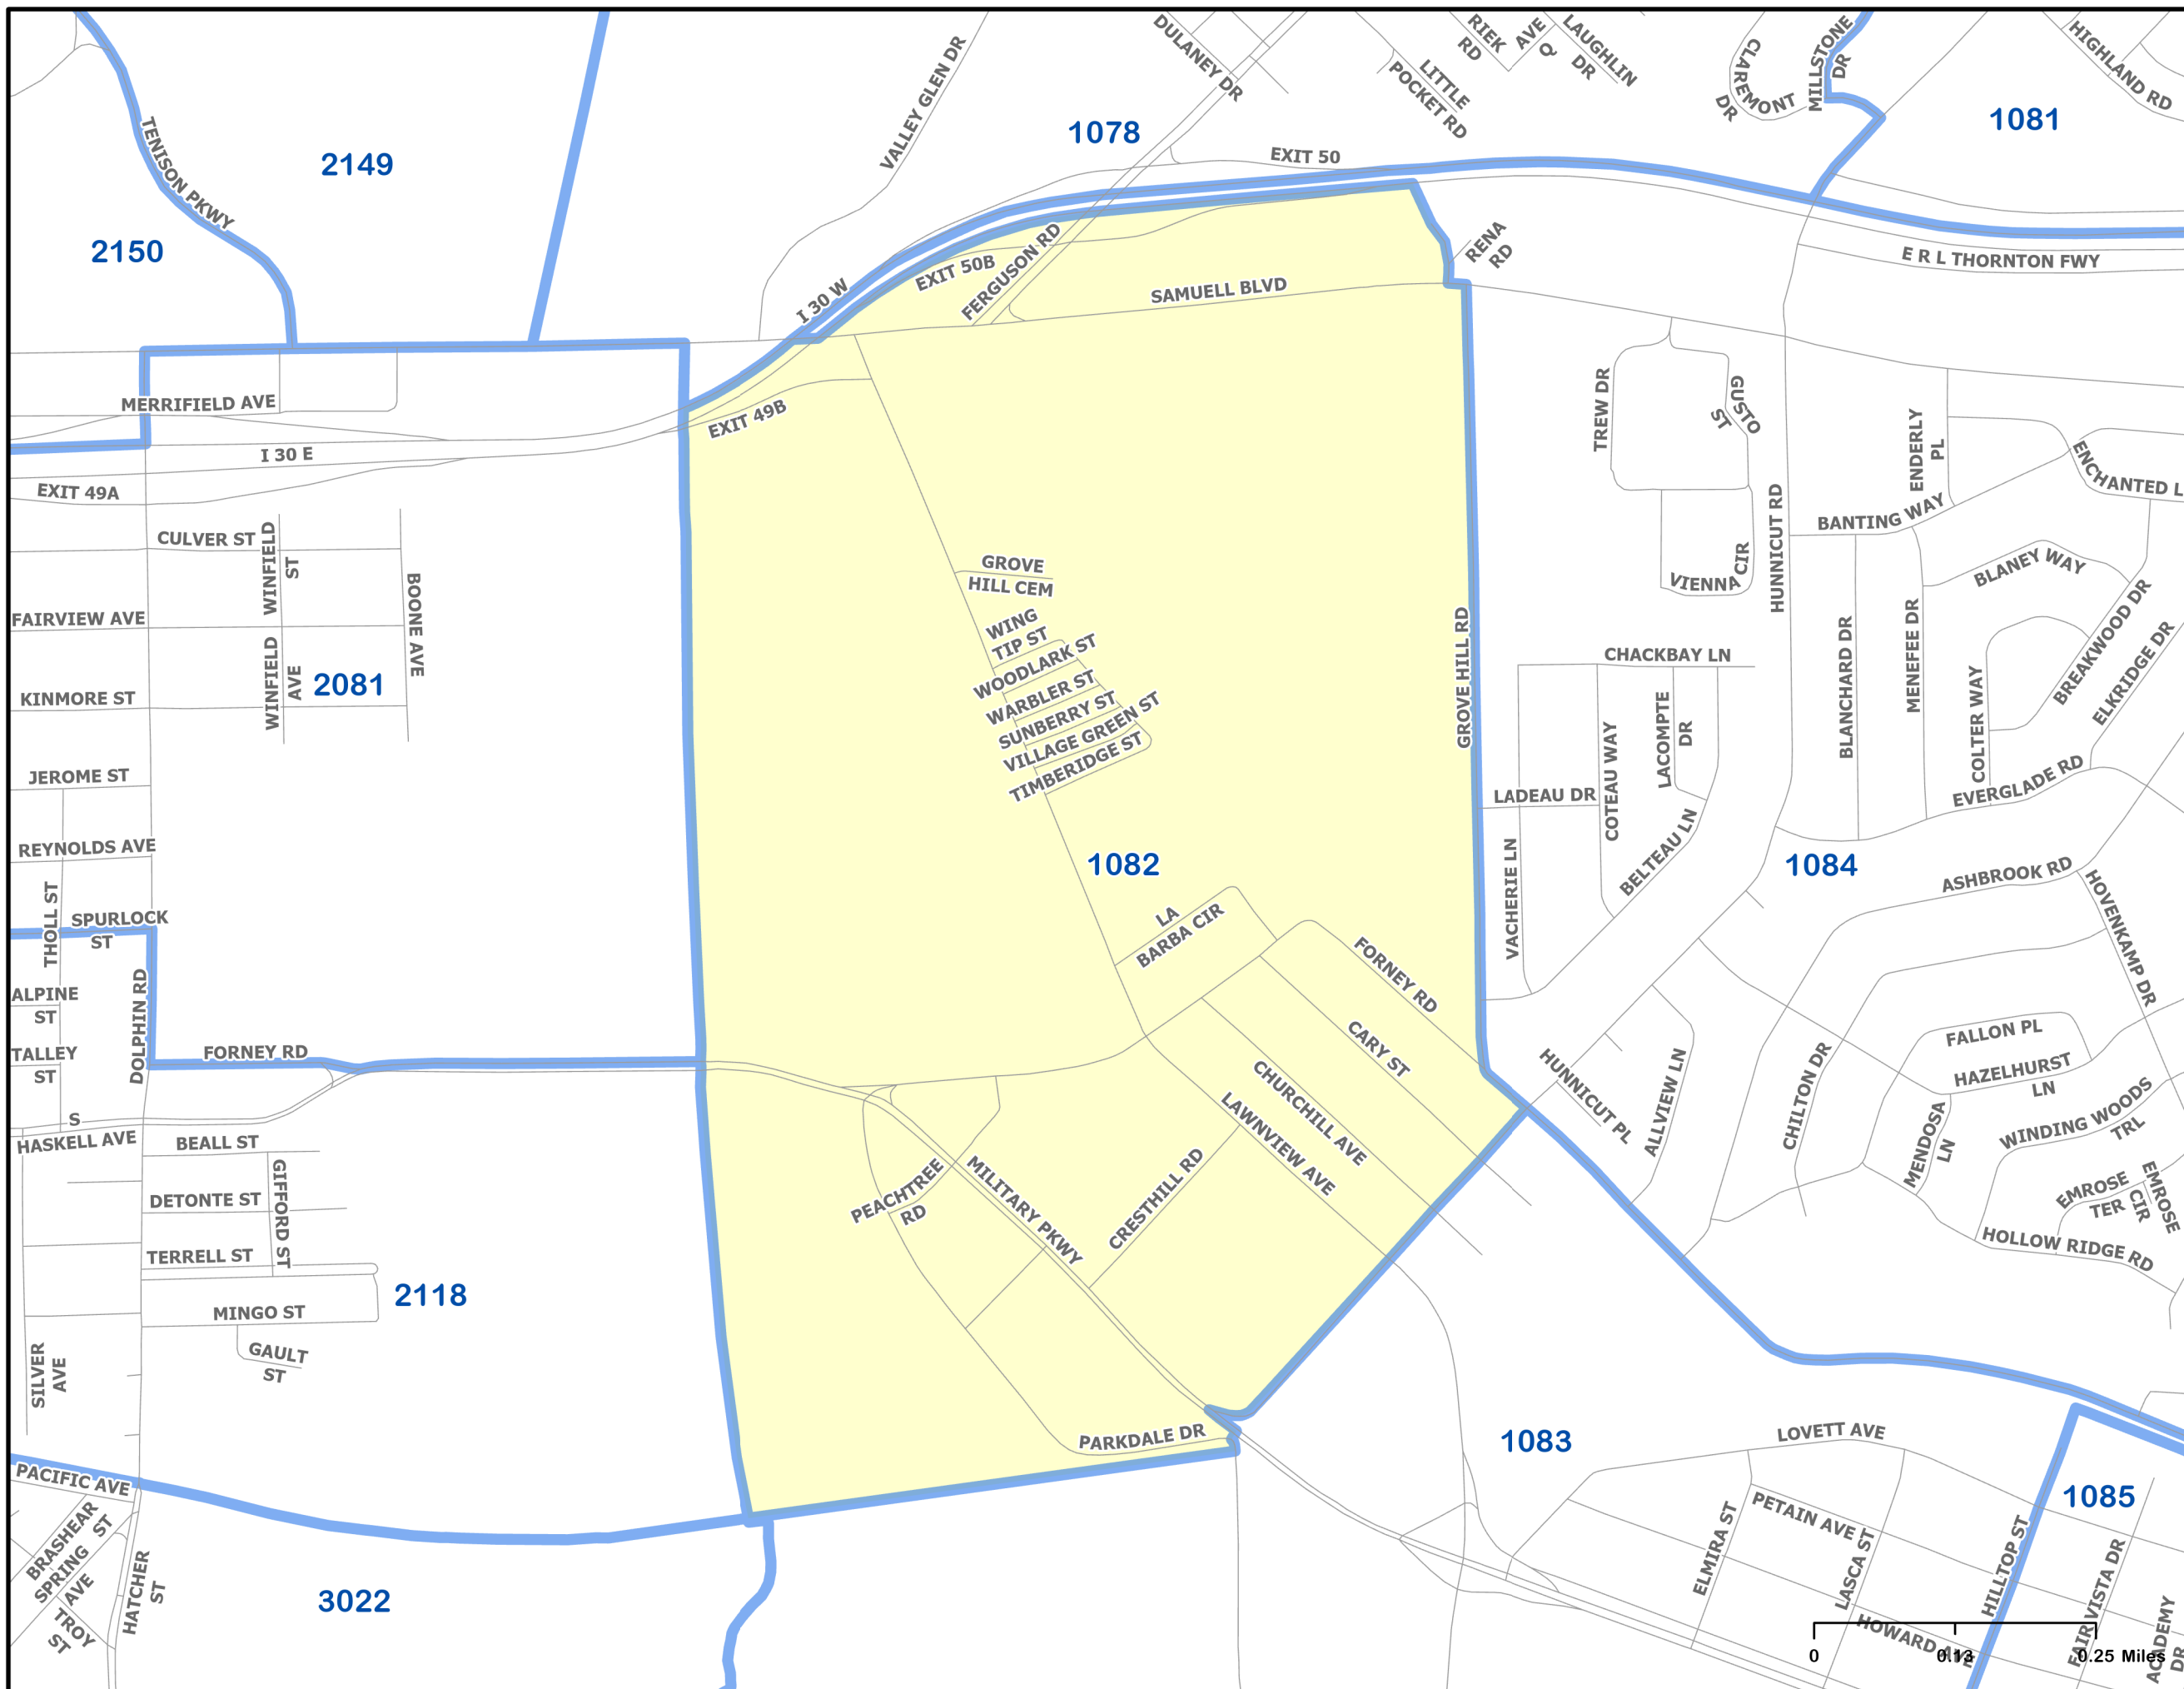 DULANEY DR
RIEK
RD
AVE
Q
LAUGHLIN
DR
LITTLE
POCKET RD
CLAREMONT
DR
MILLSTONE
DR
HIGHLAND RD
VALLEY GLEN DR
1078
1081
TENISON PKWY
2149
2150
EXIT 50
RENA
RD
E R L THORNTON FWY
EXIT 50B
FERGUSON RD
I 30 W
SAMUELL BLVD
MERRIFIELD AVE
EXIT 49B
I 30 E
EXIT 49A
TREW DR
GUSTO
ST
ENDERLY
PL
ENCHANTED L
BANTING WAY
HUNNICUT RD
CULVER ST
WINFIELD
ST
BOONE AVE
GROVE
HILL CEM
VIENNA CIR
BLANEY WAY
FAIRVIEW AVE
WING
TIP ST
WOODLARK ST
WARBLER ST
SUNBERRY ST
VILLAGE GREEN ST
TIMBERIDGE ST
GROVE HILL RD
CHACKBAY LN
BLANCHARD DR
MENEFEE DR
BREAKWOOD DR
ELKRIDGE DR
WINFIELD
AVE
2081
KINMORE ST
COLTER WAY
LACOMPTE
DR
COTEAU WAY
JEROME ST
LADEAU DR
EVERGLADE RD
REYNOLDS AVE
VACHERIE LN
BELTEAU LN
1082
1084
ASHBROOK RD
HOVENKAMP DR
THOLL ST
SPURLOCK
ST
LA
BARBA CIR
FORNEY RD
ALPINE
ST
DOLPHIN RD
FORNEY RD
TALLEY
ST
CARY ST
CHURCHILL AVE
LAWNVIEW AVE
HUNNICUT PL
ALLVIEW LN
CHILTON DR
FALLON PL
HAZELHURST
LN
S
HASKELL AVE
BEALL ST
MENDOSA
LN
WINDING WOODS
TRL
GIFFORD ST
DETONTE ST
PEACHTREE
RD
MILITARY PKWY
CRESTHILL RD
EMROSE
TER
EMROSE
CIR
TERRELL ST
HOLLOW RIDGE RD
2118
MINGO ST
GAULT
ST
SILVER
AVE
PARKDALE DR
1083
LOVETT AVE
1085
PACIFIC AVE
BRASHEAR
ST
SPRING
AVE
TROY
ST
HATCHER
ST
3022
ELMIRA ST
PETAIN AVE
LASCA ST
HILLTOP ST
FAIRVISTA DR
HOWARD AVE
ACADEMY
DR
0 0.13 0.25 Miles